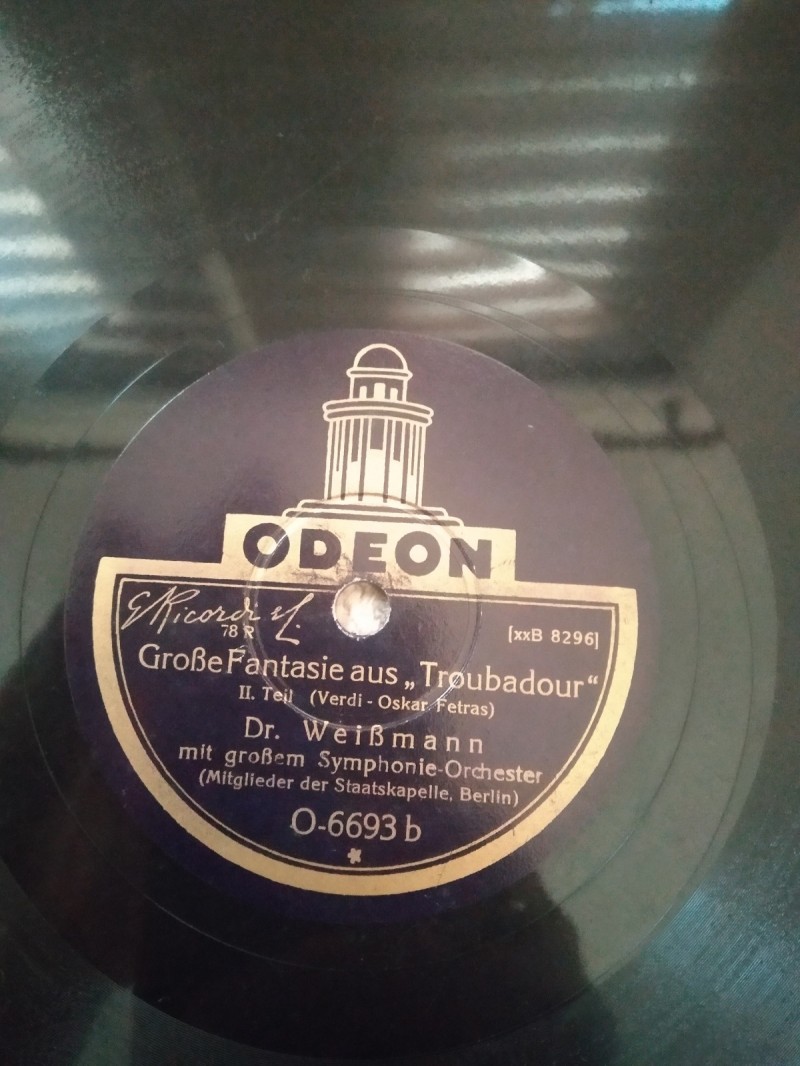 ODEON
G Ricordi
78 R
[xxB 8296]
Große Fantasie aus „Troubadour“
II. Teil (Verdi - Oskar Fetras)
Dr. Weißmann
mit großem Symphonie-Orchester
(Mitglieder der Staatskapelle, Berlin)
O-6693 b